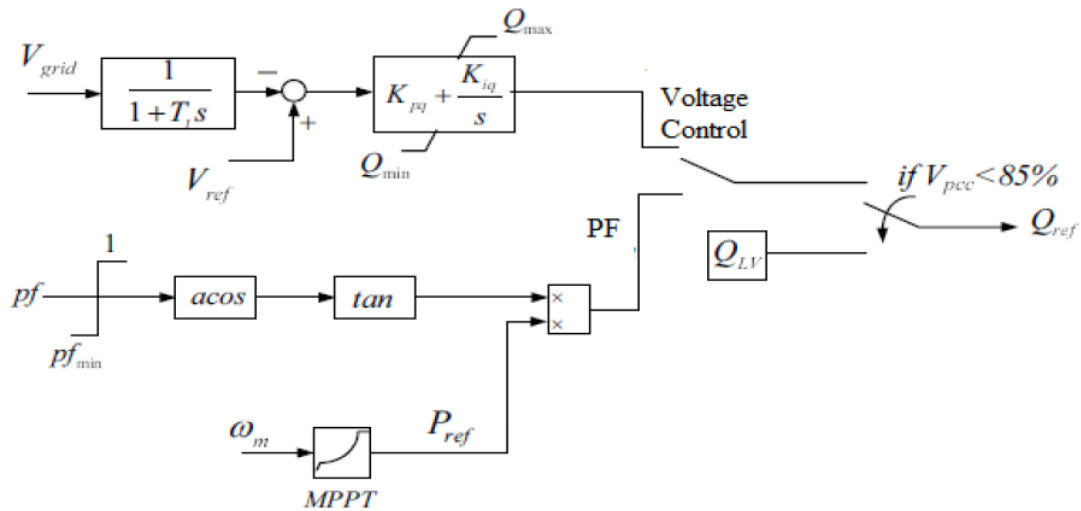 Q_max
V_grid
1
1+T_i s
−
+
V_ref
K_pq + K_iq
s
Q_min
Voltage
Control
if V_pcc<85%
Q_ref
PF
Q_LV
1
pf
pf_min
acos
tan
×
×
ω_m
P_ref
MPPT